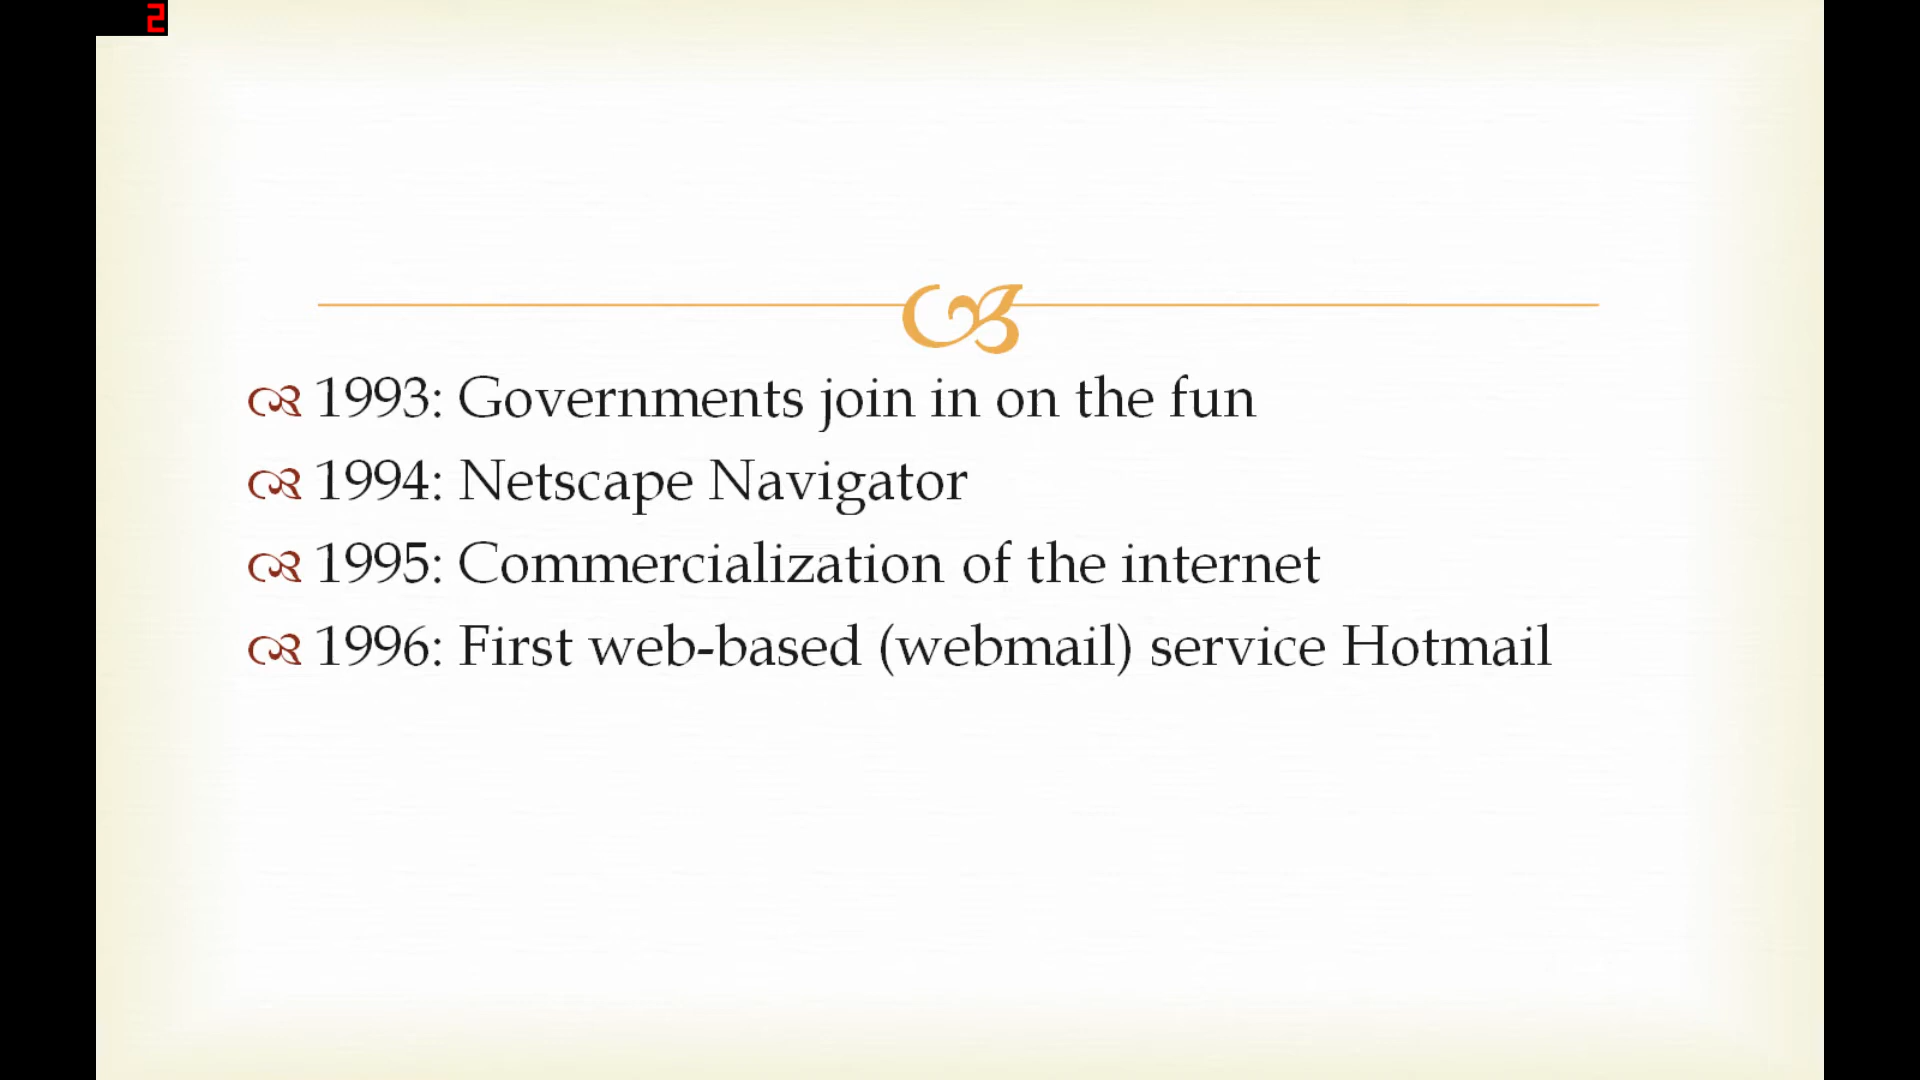 2
1993: Governments join in on the fun
1994: Netscape Navigator
1995: Commercialization of the internet
1996: First web-based (webmail) service Hotmail